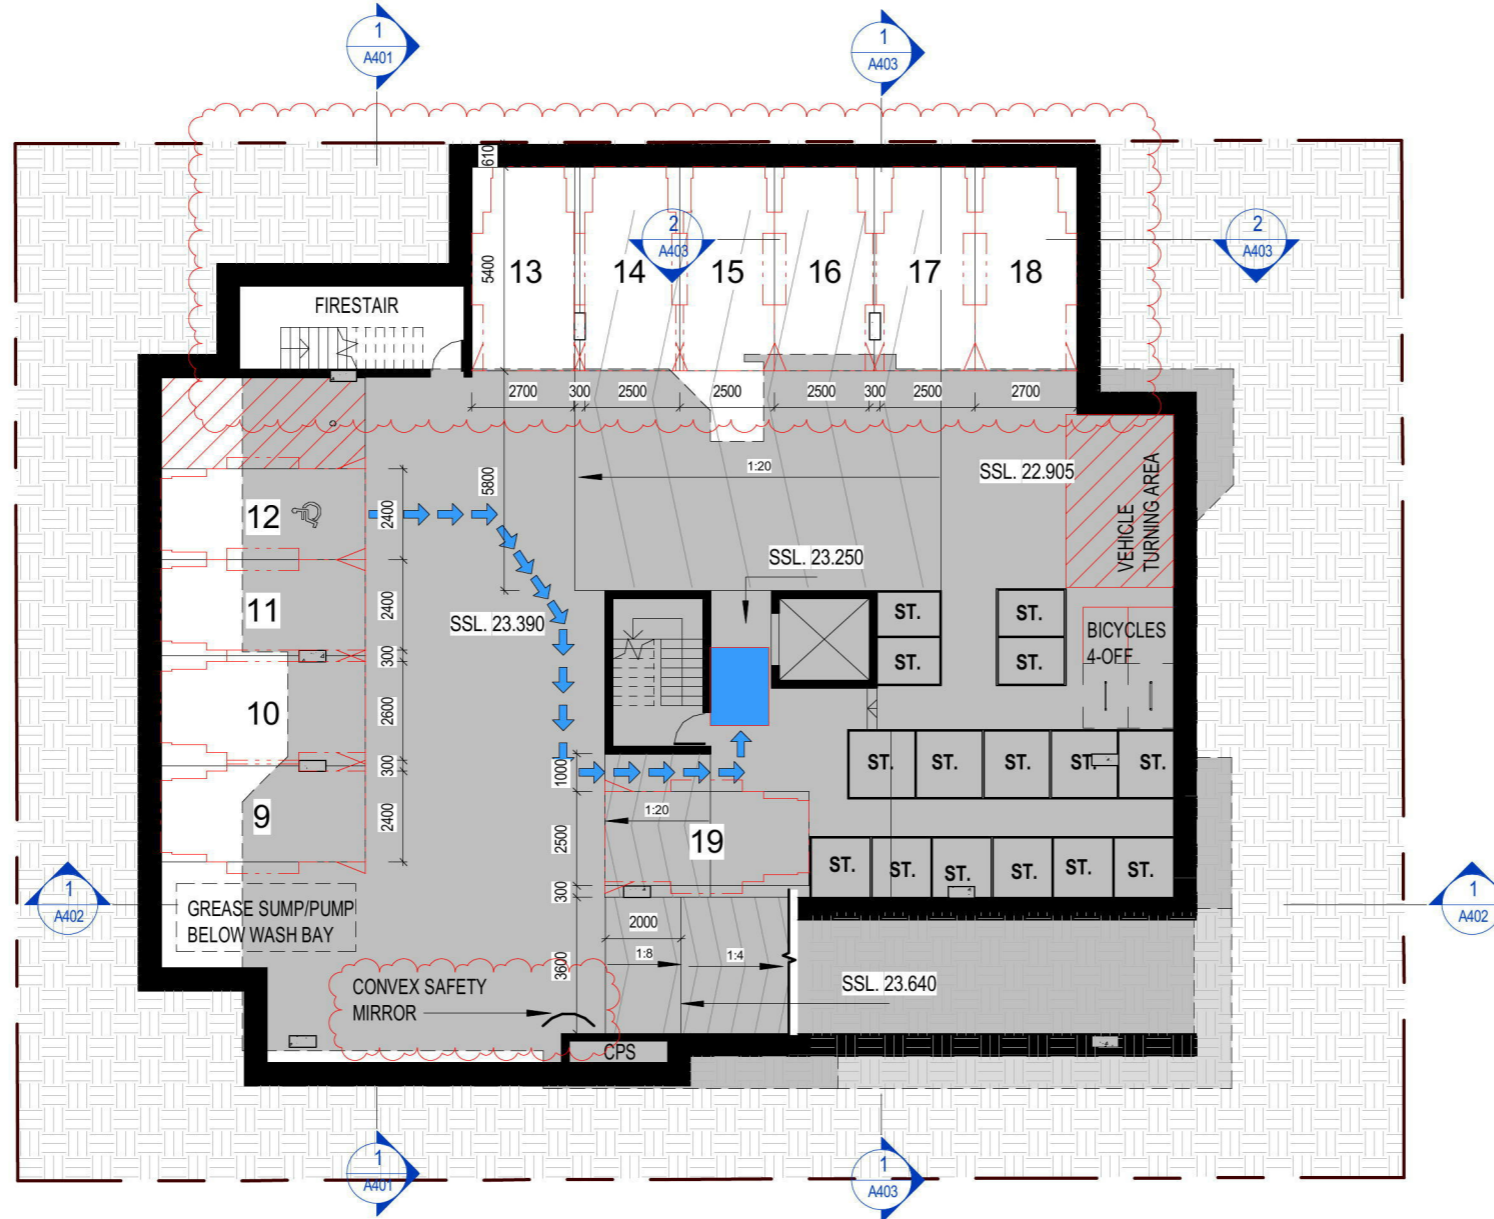 1
A401
1
A403
610
2
A403
2
A403
5400
13
14
15
16
17
18
FIRESTAIR
2700
300
2500
2500
2500
300
2500
2700
5800
1:20
SSL. 22.905
VEHICLE
TURNING AREA
12
2400
SSL. 23.250
11
2400
SSL. 23.390
ST.
ST.
BICYCLES
4-OFF
300
ST.
ST.
10
2600
300
1000
ST.
ST.
ST.
ST.
ST.
9
2400
1:20
19
2500
ST.
ST.
ST.
ST.
ST.
ST.
1
A402
1
A402
300
GREASE SUMP/PUMP
BELOW WASH BAY
2000
1:8
1:4
3600
SSL. 23.640
CONVEX SAFETY
MIRROR
CPS
1
A401
1
A403